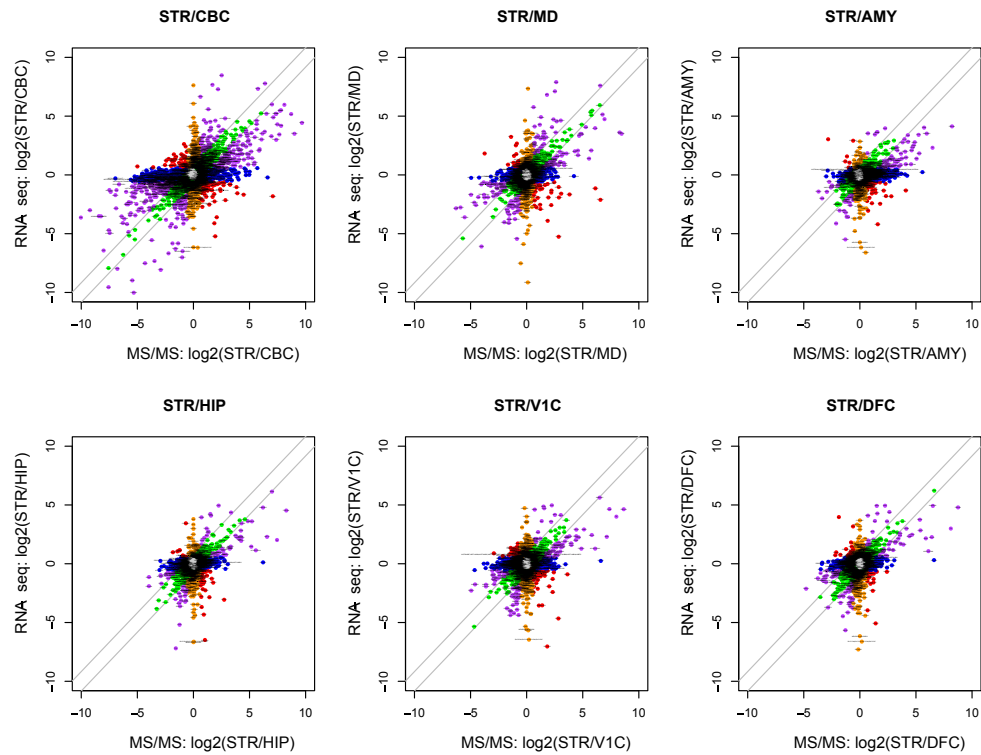 STR/CBC STR/MD STR/AMY
RNA seq: log2(STR/CBC) RNA seq: log2(STR/MD) RNA seq: log2(STR/AMY)
10 10 10
5 5 5
0 0 0
−5 −5 −5
−10 −10 −10
−10 −5 0 5 10 −10 −5 0 5 10 −10 −5 0 5 10
MS/MS: log2(STR/CBC) MS/MS: log2(STR/MD) MS/MS: log2(STR/AMY)
STR/HIP STR/V1C STR/DFC
RNA seq: log2(STR/HIP) RNA seq: log2(STR/V1C) RNA seq: log2(STR/DFC)
10 10 10
5 5 5
0 0 0
−5 −5 −5
−10 −10 −10
−10 −5 0 5 10 −10 −5 0 5 10 −10 −5 0 5 10
MS/MS: log2(STR/HIP) MS/MS: log2(STR/V1C) MS/MS: log2(STR/DFC)